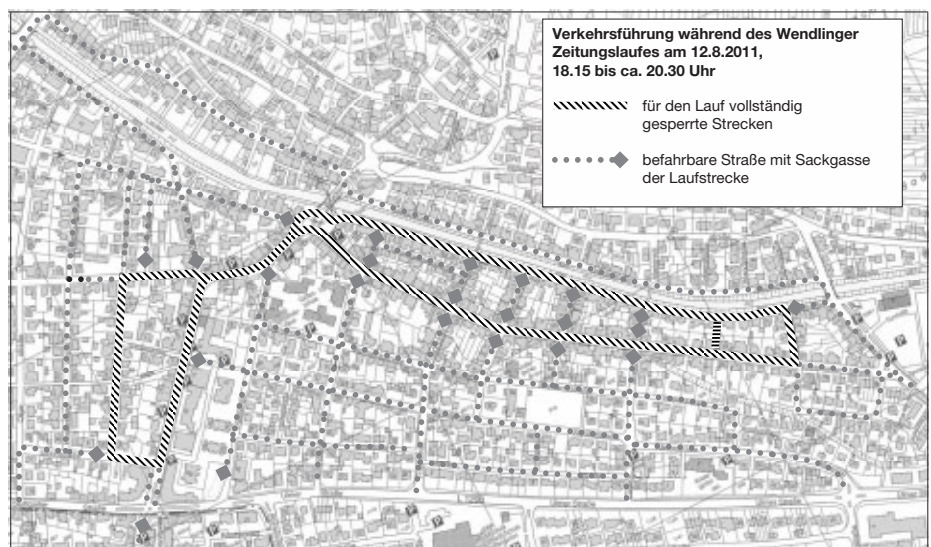 Verkehrsführung während des Wendlinger
Zeitungslaufes am 12.8.2011,
18.15 bis ca. 20.30 Uhr
für den Lauf vollständig
gesperrte Strecken
befahrbare Straße mit Sackgasse
der Laufstrecke